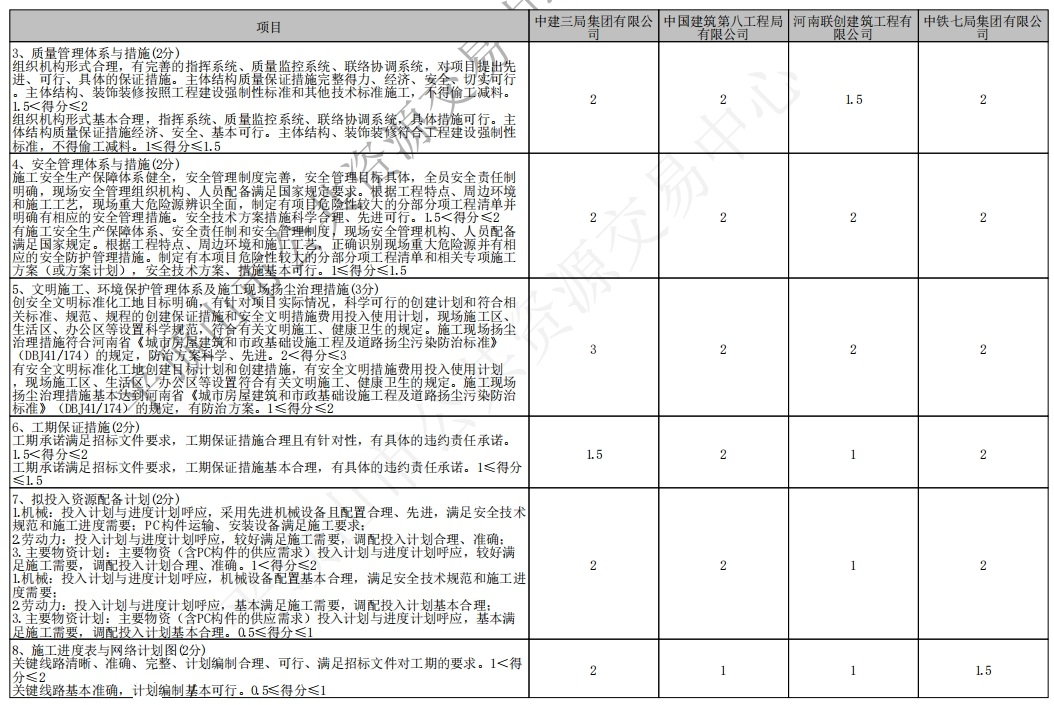 项目
中建三局集团有限公
司
中国建筑第八工程局
有限公司
河南联创建筑工程有
限公司
中铁七局集团有限公
司
3、质量管理体系与措施(2分)
组织机构形式合理，有完善的指挥系统、质量监控系统、联络协调系统，对项目提出先
进、可行、具体的保证措施。主体结构质量保证措施完整得力、经济、安全、切实可行
。主体结构、装饰装修按照工程建设强制性标准和其他技术标准施工，不得偷工减料。
1.5<得分≤2
组织机构形式基本合理，指挥系统、质量监控系统、联络协调系统，具体措施可行。主
体结构质量保证措施经济、安全、基本可行。主体结构、装饰装修符合工程建设强制性
标准，不得偷工减料。1≤得分≤1.5
2
2
1.5
2
4、安全管理体系与措施(2分)
施工安全生产保障体系健全，安全管理制度完善，安全管理目标具体，全员安全责任制
明确，现场安全管理组织机构、人员配备满足国家规定要求。根据工程特点、周边环境
和施工工艺，现场重大危险源辨识全面，制定有项目危险性较大的分部分项工程清单并
明确有相应的安全管理措施。安全技术方案措施科学合理、先进可行。1.5<得分≤2
有施工安全生产保障体系、安全责任制和安全管理制度，现场安全管理机构、人员配备
满足国家规定。根据工程特点、周边环境和施工工艺，正确识别现场重大危险源并有相
应的安全防护管理措施。制定有本项目危险性较大的分部分项工程清单和相关专项施工
方案（或方案计划），安全技术方案、措施基本可行。1≤得分≤1.5
2
2
2
2
5、文明施工、环境保护管理体系及施工现场扬尘治理措施(3分)
创安全文明标准化工地目标明确，有针对项目实际情况，科学可行的创建计划和符合相
关标准、规范、规程的创建保证措施和安全文明措施费用投入使用计划，现场施工区、
生活区、办公区等设置科学规范，符合有关文明施工、健康卫生的规定。施工现场扬尘
治理措施符合河南省《城市房屋建筑和市政基础设施工程及道路扬尘污染防治标准》
（DBJ41/174）的规定，防治方案科学、先进。2<得分≤3
有安全文明标准化工地创建目标计划和创建措施，有安全文明措施费用投入使用计划
，现场施工区、生活区、办公区等设置符合有关文明施工、健康卫生的规定。施工现场
扬尘治理措施基本达到河南省《城市房屋建筑和市政基础设施工程及道路扬尘污染防治
标准》（DBJ41/174）的规定，有防治方案。1≤得分≤2
3
2
2
2
6、工期保证措施(2分)
工期承诺满足招标文件要求，工期保证措施合理且有针对性，有具体的违约责任承诺。
1.5<得分≤2
工期承诺满足招标文件要求，工期保证措施基本合理，有具体的违约责任承诺。1≤得分
≤1.5
1.5
2
1
2
7、拟投入资源配备计划(2分)
1.机械：投入计划与进度计划呼应，采用先进机械设备且配置合理、先进，满足安全技术
规范和施工进度需要；PC构件运输、安装设备满足施工要求；
2.劳动力：投入计划与进度计划呼应，较好满足施工需要，调配投入计划合理、准确；
3.主要物资计划：主要物资（含PC构件的供应需求）投入计划与进度计划呼应，较好满
足施工需要，调配投入计划合理、准确。1<得分≤2
1.机械：投入计划与进度计划呼应，机械设备配置基本合理，满足安全技术规范和施工进
度需要；
2.劳动力：投入计划与进度计划呼应，基本满足施工需要，调配投入计划基本合理；
3.主要物资计划：主要物资（含PC构件的供应需求）投入计划与进度计划呼应，基本满
足施工需要，调配投入计划基本合理。0.5≤得分≤1
2
2
1
2
8、施工进度表与网络计划图(2分)
关键线路清晰、准确、完整、计划编制合理、可行、满足招标文件对工期的要求。1<得
分≤2
关键线路基本准确，计划编制基本可行。0.5≤得分≤1
2
1
1
1.5